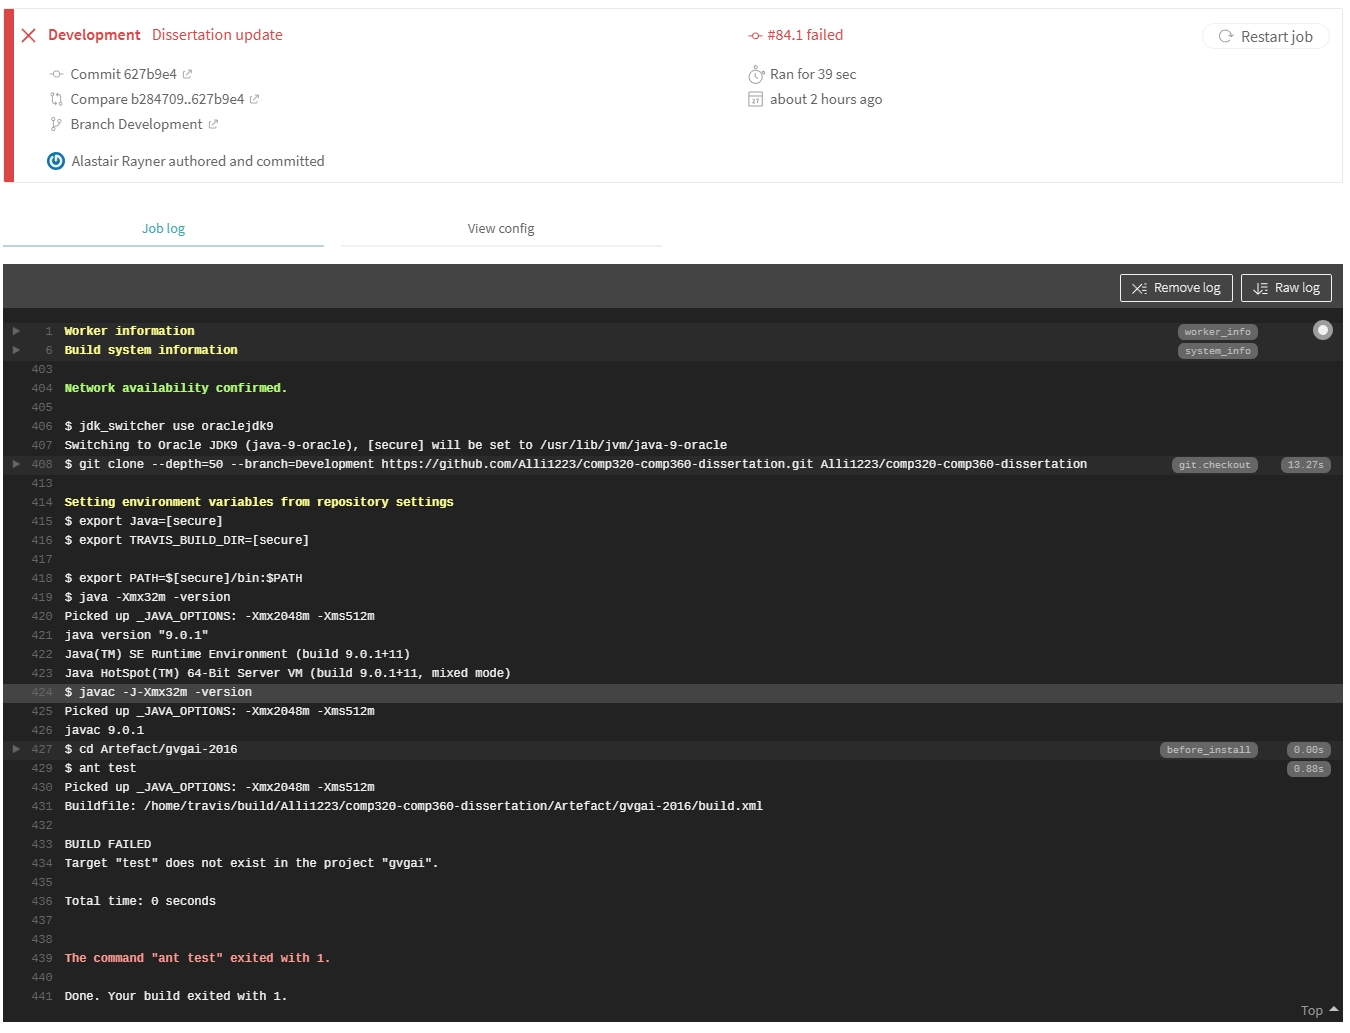 Development Dissertation update
#84.1 failed
Restart job
Commit 627b9e4
Ran for 39 sec
Compare b284709..627b9e4
27
about 2 hours ago
Branch Development
Alastair Rayner authored and committed
Job log
View config
Remove log
Raw log
1 Worker information worker_info
6 Build system information system_info
403
404 Network availability confirmed.
405
406 $ jdk_switcher use oraclejdk9
407 Switching to Oracle JDK9 (java-9-oracle), [secure] will be set to /usr/lib/jvm/java-9-oracle
408 $ git clone --depth=50 --branch=Development https://github.com/Alli1223/comp320-comp360-dissertation.git Alli1223/comp320-comp360-dissertation git.checkout 13.27s
413
414 Setting environment variables from repository settings
415 $ export Java=[secure]
416 $ export TRAVIS_BUILD_DIR=[secure]
417
418 $ export PATH=$[secure]/bin:$PATH
419 $ java -Xmx32m -version
420 Picked up _JAVA_OPTIONS: -Xmx2048m -Xms512m
421 java version "9.0.1"
422 Java(TM) SE Runtime Environment (build 9.0.1+11)
423 Java HotSpot(TM) 64-Bit Server VM (build 9.0.1+11, mixed mode)
424 $ javac -J-Xmx32m -version
425 Picked up _JAVA_OPTIONS: -Xmx2048m -Xms512m
426 javac 9.0.1
427 $ cd Artefact/gvgai-2016 before_install 0.00s
429 $ ant test 0.88s
430 Picked up _JAVA_OPTIONS: -Xmx2048m -Xms512m
431 Buildfile: /home/travis/build/Alli1223/comp320-comp360-dissertation/Artefact/gvgai-2016/build.xml
432
433 BUILD FAILED
434 Target "test" does not exist in the project "gvgai".
435
436 Total time: 0 seconds
437
438
439 The command "ant test" exited with 1.
440
441 Done. Your build exited with 1.
Top